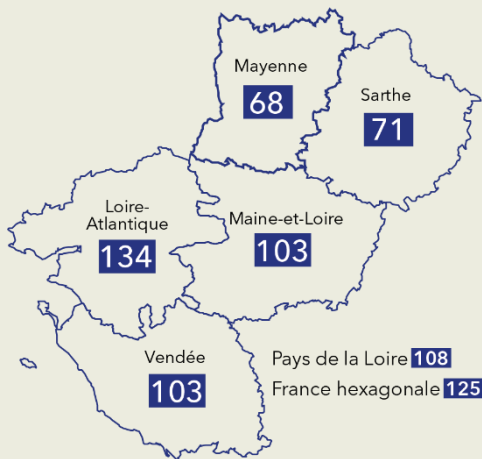 Mayenne
68
Sarthe
71
Loire-
Atlantique
134
Maine-et-Loire
103
Vendée
103
Pays de la Loire 108
France hexagonale 125